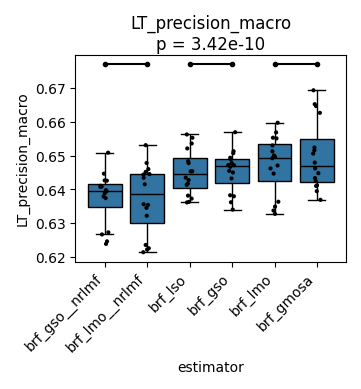 LT_precision_macro
p = 3.42e-10
LT_precision_macro
0.67
0.66
0.65
0.64
0.63
0.62
brf_gso__nrlmf
brf_lmo__nrlmf
brf_lso
brf_gso
brf_lmo
brf_gmosa
estimator